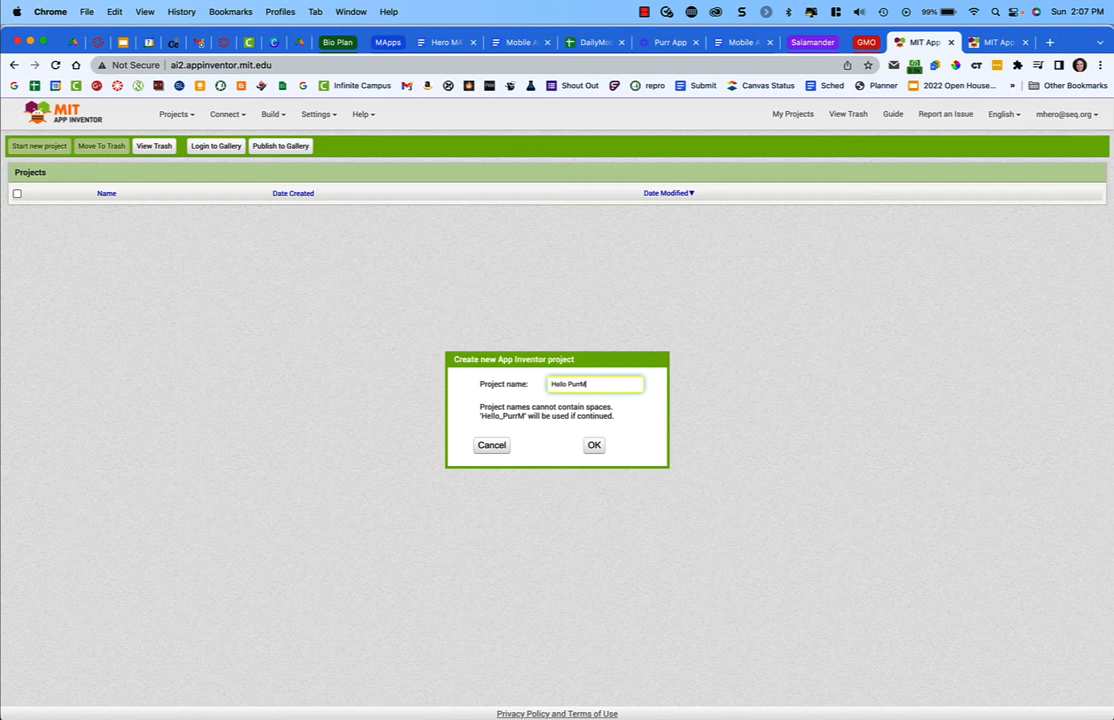 Chrome File Edit View History Bookmarks Profiles Tab Window Help 99% Sun 2:07 PM
Bio Plan MApps Hero MA Mobile A DailyMo Purr App Mobile A Salamander GMO MIT App MIT App
Not Secure ai2.appinventor.mit.edu
Infinite Campus Shout Out repro Submit Canvas Status Sched Planner 2022 Open House... » Other Bookmarks
MIT APP INVENTOR Projects Connect Build Settings Help My Projects View Trash Guide Report an Issue English mhero@seq.org
Start new project Move To Trash View Trash Login to Gallery Publish to Gallery
Projects
Name Date Created Date Modified▼
Create new App Inventor project
Project name: Hello PurrM
Project names cannot contain spaces.
'Hello_PurrM' will be used if continued.
Cancel OK
Privacy Policy and Terms of Use